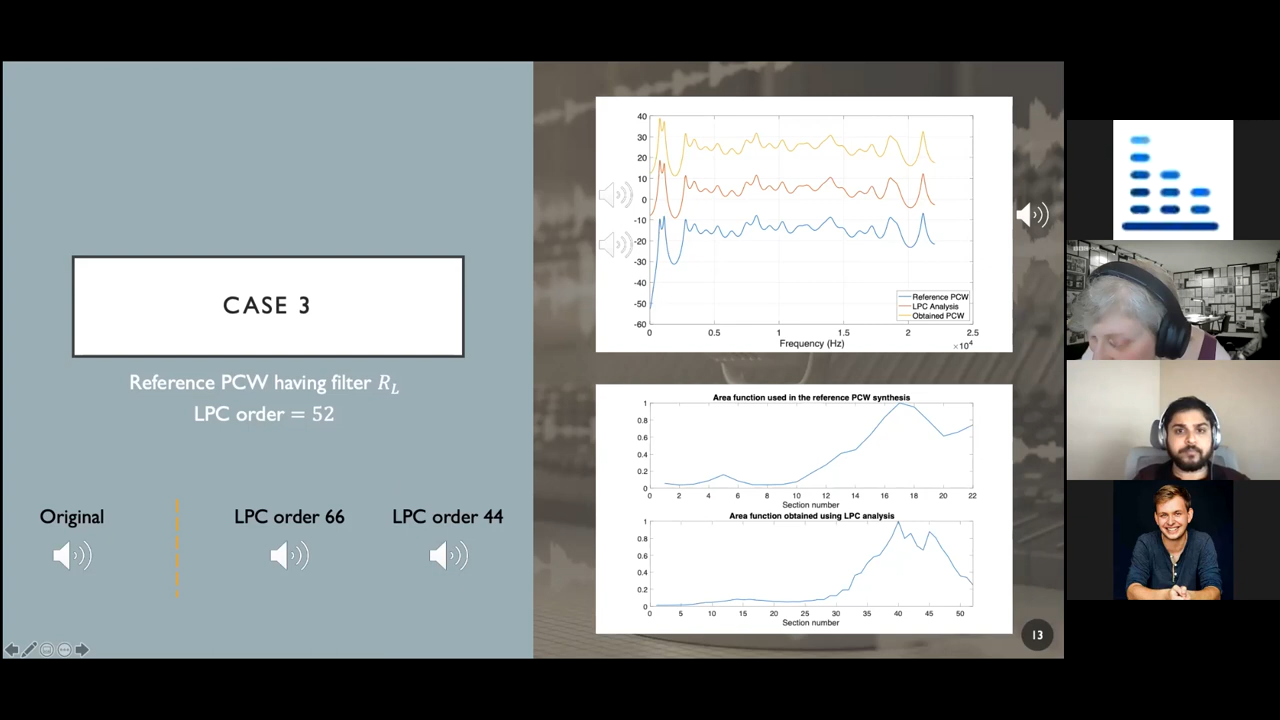 CASE 3
Reference PCW having filter R_L
LPC order = 52
Original
LPC order 66
LPC order 44
40
30
20
10
0
-10
-20
-30
-40
-50
-60
0
0.5
1
1.5
2
2.5
×10⁴
Frequency (Hz)
Reference PCW
LPC Analysis
Obtained PCW
Area function used in the reference PCW synthesis
1
0.8
0.6
0.4
0.2
0
0 2 4 6 8 10 12 14 16 18 20 22
Section number
Area function obtained using LPC analysis
1
0.8
0.6
0.4
0.2
0
0 5 10 15 20 25 30 35 40 45 50
Section number
13